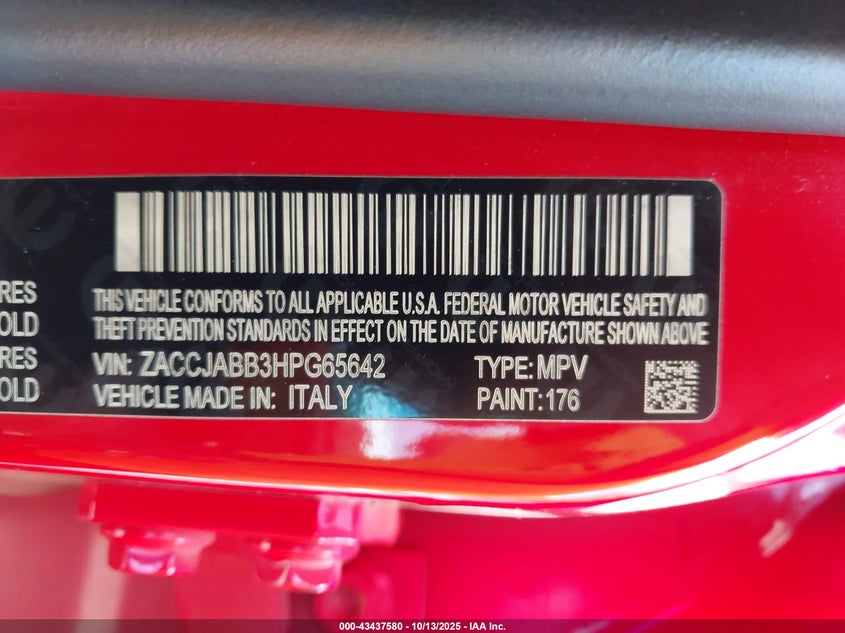 THIS VEHICLE CONFORMS TO ALL APPLICABLE U.S.A. FEDERAL MOTOR VEHICLE SAFETY AND
THEFT PREVENTION STANDARDS IN EFFECT ON THE DATE OF MANUFACTURE SHOWN ABOVE
VIN: ZACCJABB3HPG65642 TYPE: MPV
VEHICLE MADE IN: ITALY PAINT: 176
RES
OLD
RES
OLD
000-43437580 - 10/13/2025 - IAA Inc.